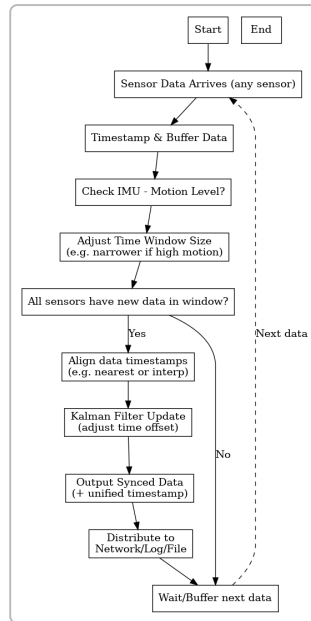 Start
End
Sensor Data Arrives (any sensor)
Timestamp & Buffer Data
Check IMU - Motion Level?
Adjust Time Window Size
(e.g. narrower if high motion)
All sensors have new data in window?
Yes
Next data
Align data timestamps
(e.g. nearest or interp)
Kalman Filter Update
(adjust time offset)
No
Output Synced Data
(+ unified timestamp)
Distribute to
Network/Log/File
Wait/Buffer next data